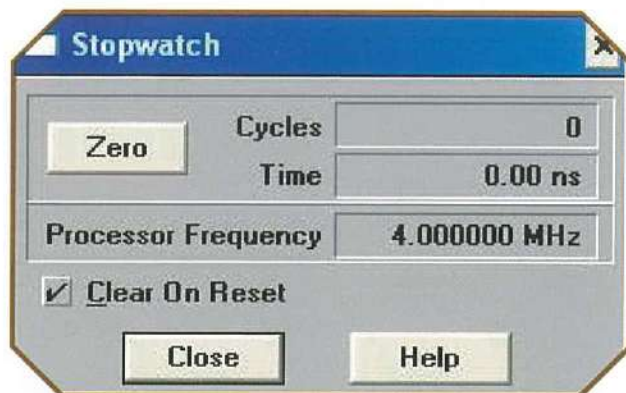 Stopwatch
Zero
Cycles 0
Time 0.00 ns
Processor Frequency 4.000000 MHz
Clear On Reset
Close Help